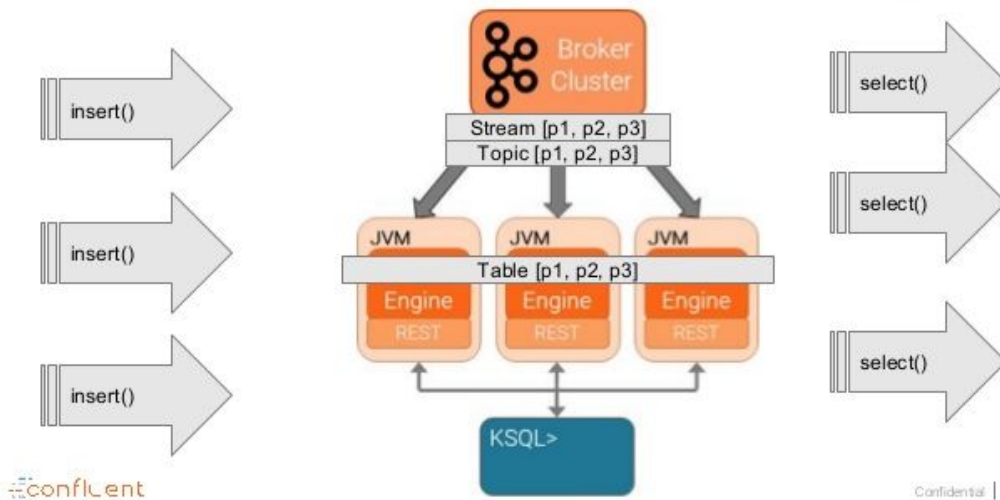 Broker
Cluster
Stream [p1, p2, p3]
Topic [p1, p2, p3]
insert()
insert()
insert()
JVM
JVM
JVM
Table [p1, p2, p3]
Engine
Engine
Engine
REST
REST
REST
KSQL>
select()
select()
select()
confluent
Confidential |